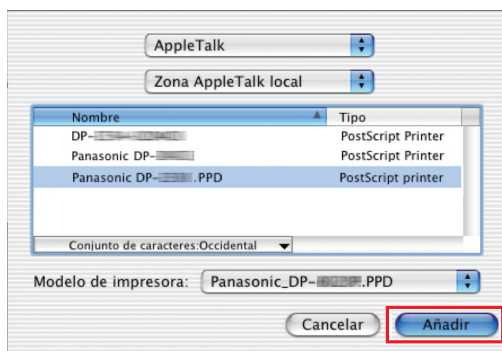 AppleTalk
Zona AppleTalk local
Nombre Tipo
DP- PostScript Printer
Panasonic DP- PostScript Printer
Panasonic DP- .PPD PostScript printer
Conjunto de caracteres:Occidental
Modelo de impresora: Panasonic_DP- .PPD
Cancelar Añadir